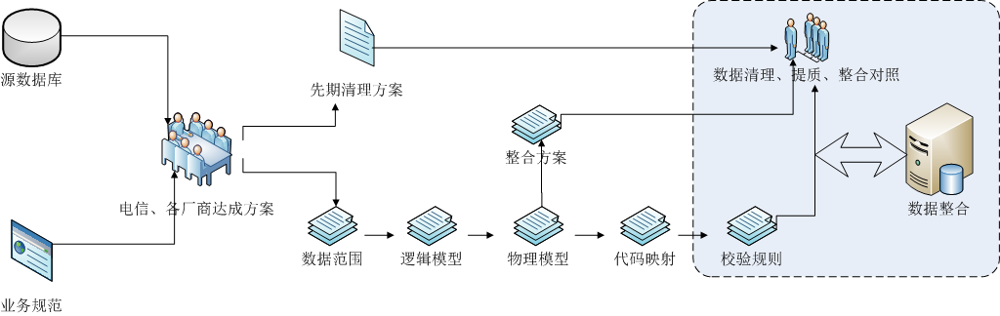 源数据库
先期清理方案
数据清理、提质、整合对照
整合方案
电信、各厂商达成方案
数据整合
数据范围
逻辑模型
物理模型
代码映射
校验规则
业务规范